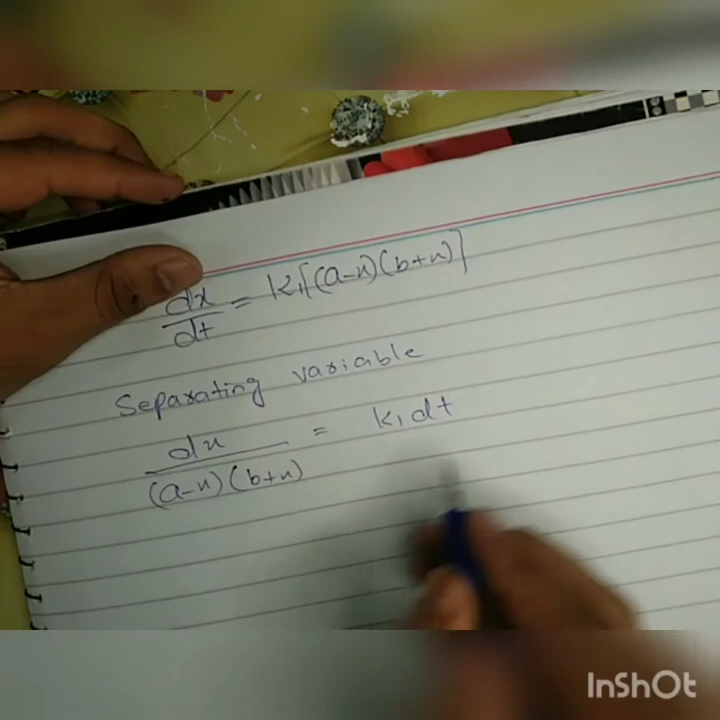 dx/dt = K₁[(a-x)(b+x)]
Separating variable
dx/(a-x)(b+x) = K₁dt
InShOt